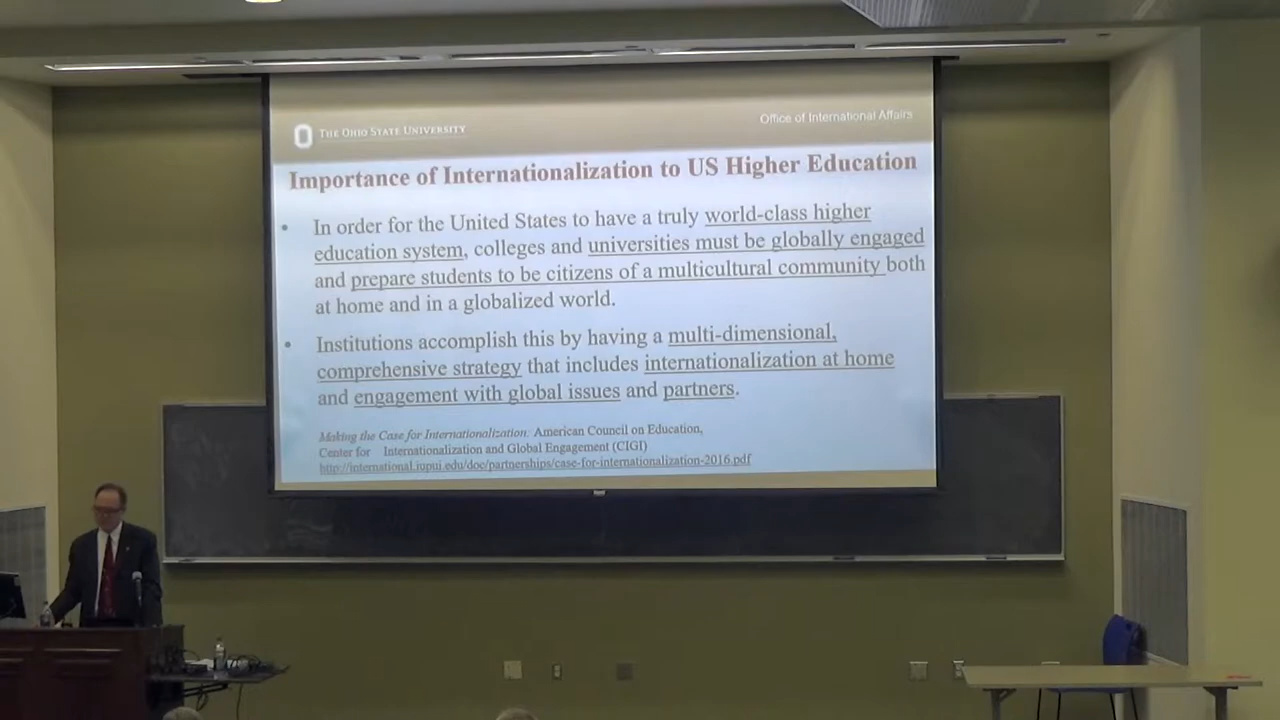 THE OHIO STATE UNIVERSITY
Office of International Affairs
Importance of Internationalization to US Higher Education
• In order for the United States to have a truly world-class higher
education system, colleges and universities must be globally engaged
and prepare students to be citizens of a multicultural community both
at home and in a globalized world.
• Institutions accomplish this by having a multi-dimensional,
comprehensive strategy that includes internationalization at home
and engagement with global issues and partners.
Making the Case for Internationalization: American Council on Education,
Center for Internationalization and Global Engagement (CIGI)
http://international.iupui.edu/doc/partnerships/case-for-internationalization-2016.pdf